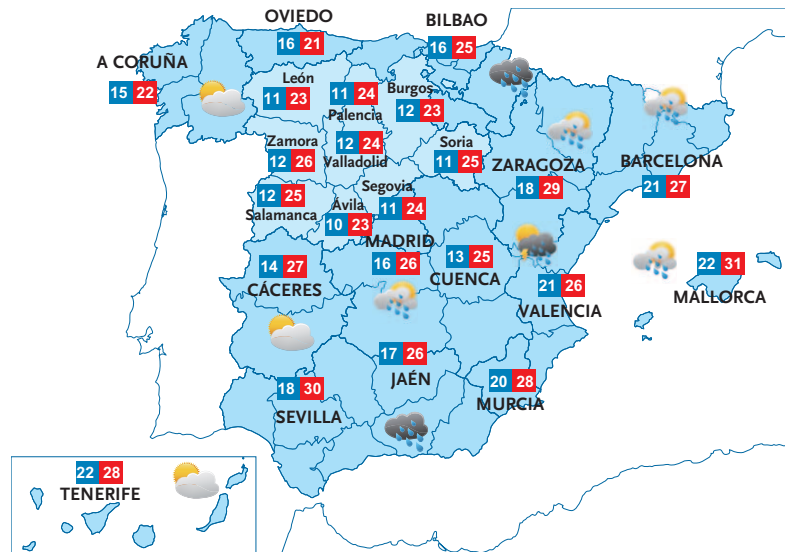 OVIEDO
16 21
BILBAO
16 25
A CORUÑA
15 22
León
11 23
11 24
Palencia
Burgos
12 23
Zamora
12 26
12 24
Valladolid
Soria
11 25
ZARAGOZA
18 29
BARCELONA
21 27
12 25
Salamanca
Ávila
10 23
Segovia
11 24
MADRID
16 26
13 25
CUENCA
14 27
CÁCERES
21 26
VALENCIA
22 31
MALLORCA
17 26
JAÉN
18 30
SEVILLA
20 28
MURCIA
22 28
TENERIFE